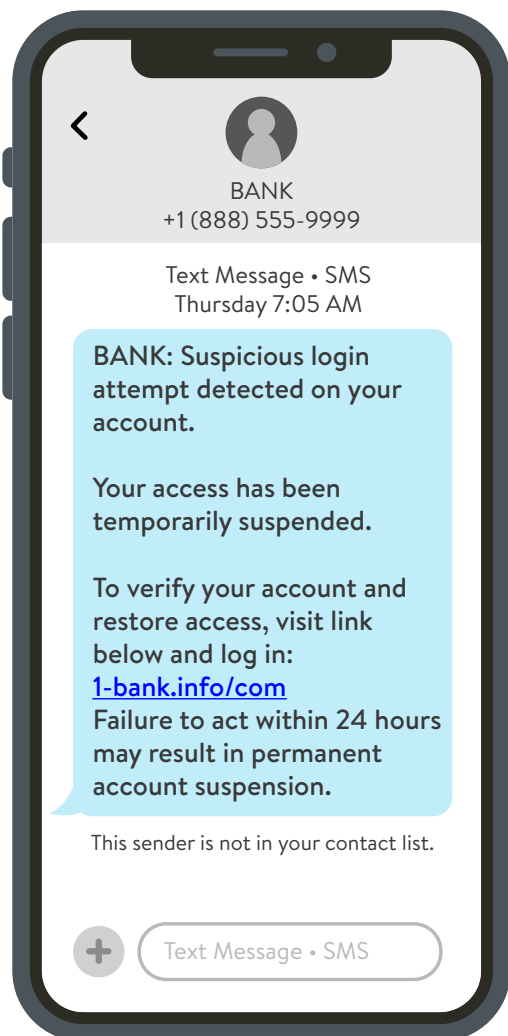 BANK
+1 (888) 555-9999
Text Message • SMS
Thursday 7:05 AM
BANK: Suspicious login
attempt detected on your
account.
Your access has been
temporarily suspended.
To verify your account and
restore access, visit link
below and log in:
1-bank.info/com
Failure to act within 24 hours
may result in permanent
account suspension.
This sender is not in your contact list.
Text Message • SMS